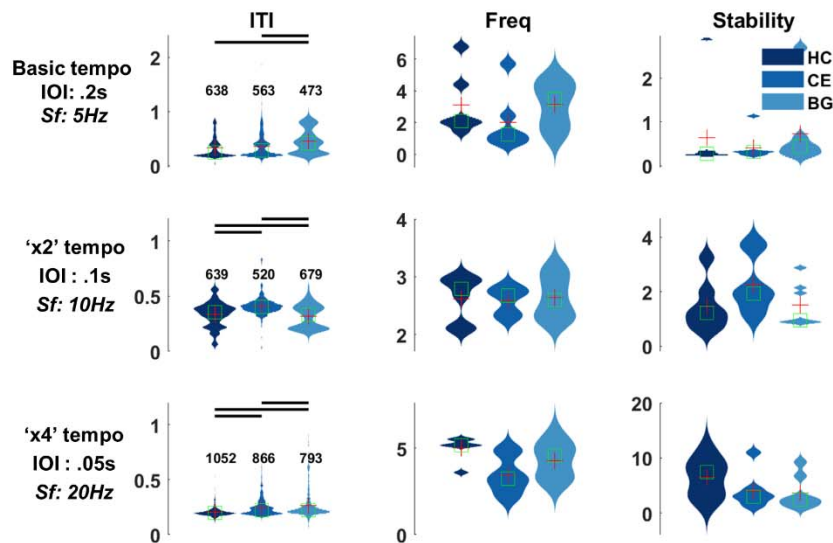 ITI Freq Stability
Basic tempo
IOI: .2s
Sf: 5Hz
2
1
0
638 563 473
6
4
2
0
2
1
0
HC
CE
BG
‘x2’ tempo
IOI : .1s
Sf: 10Hz
1
0.5
0
639 520 679
4
3
2
4
2
0
‘x4’ tempo
IOI : .05s
Sf: 20Hz
1
0.5
0
1052 866 793
5
0
20
10
0